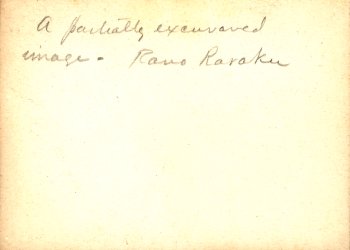 A partially excavated
image - Rano Raraku